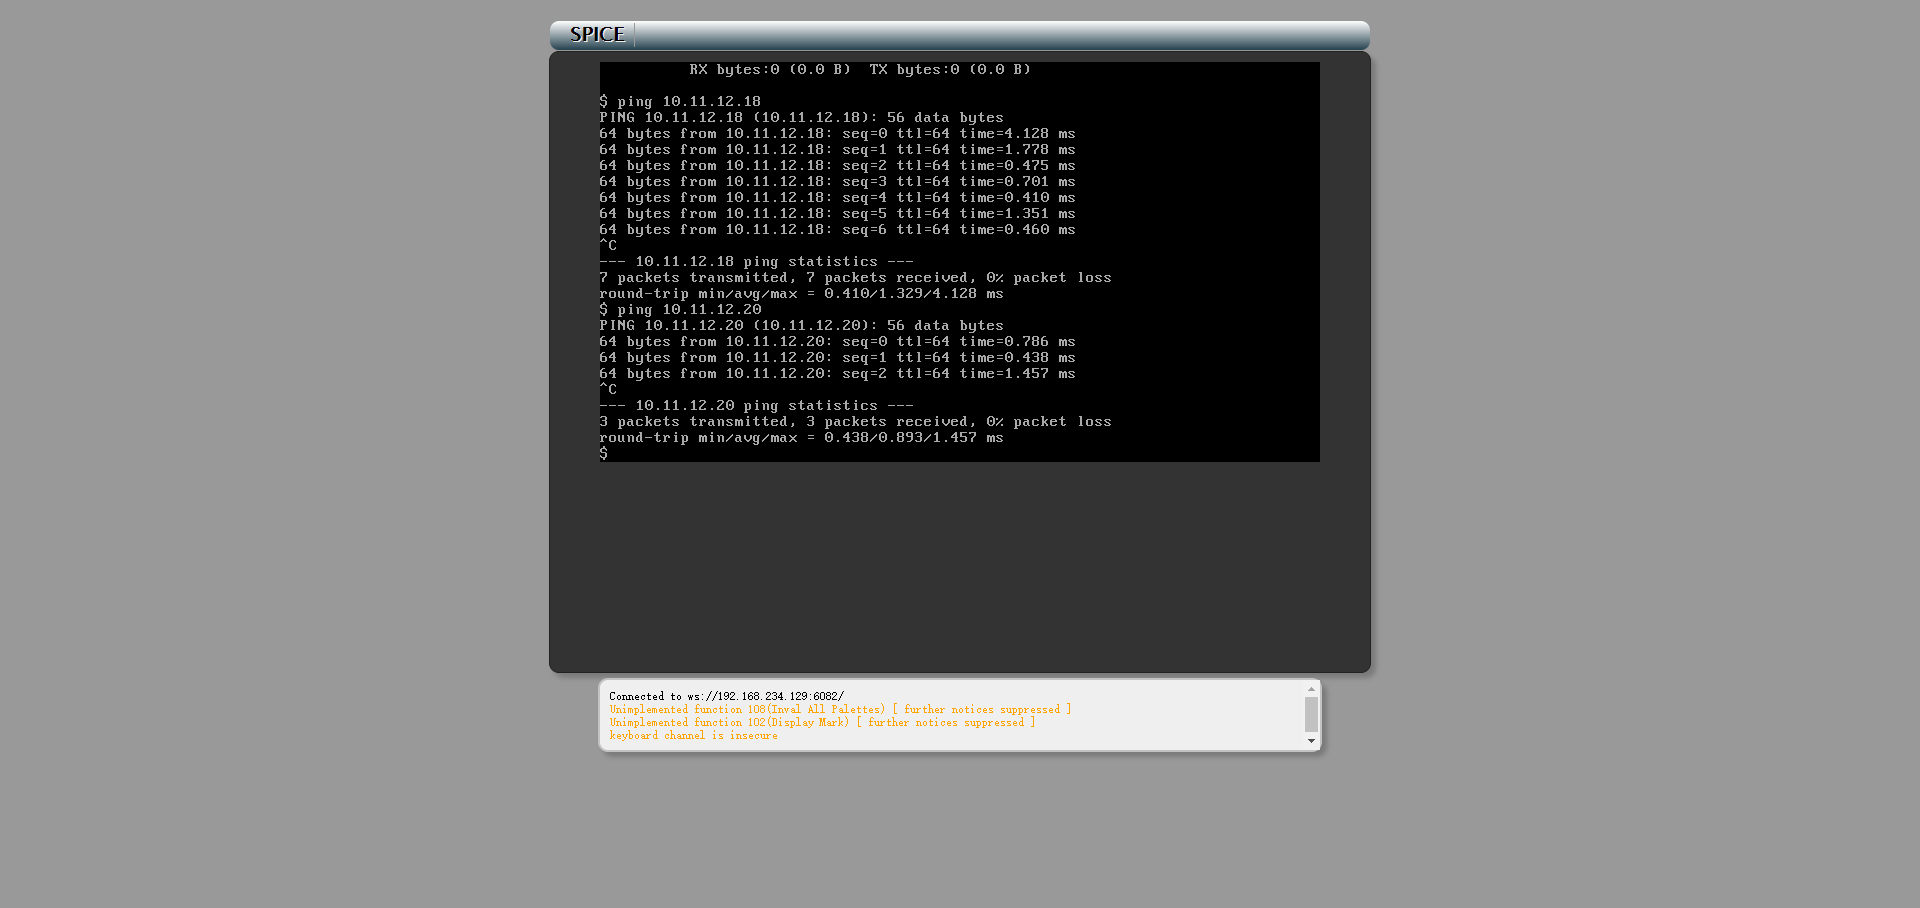 SPICE
RX bytes:0 (0.0 B)  TX bytes:0 (0.0 B)
$ ping 10.11.12.18
PING 10.11.12.18 (10.11.12.18): 56 data bytes
64 bytes from 10.11.12.18: seq=0 ttl=64 time=4.128 ms
64 bytes from 10.11.12.18: seq=1 ttl=64 time=1.778 ms
64 bytes from 10.11.12.18: seq=2 ttl=64 time=0.475 ms
64 bytes from 10.11.12.18: seq=3 ttl=64 time=0.701 ms
64 bytes from 10.11.12.18: seq=4 ttl=64 time=0.410 ms
64 bytes from 10.11.12.18: seq=5 ttl=64 time=1.351 ms
64 bytes from 10.11.12.18: seq=6 ttl=64 time=0.460 ms
^C
--- 10.11.12.18 ping statistics ---
7 packets transmitted, 7 packets received, 0% packet loss
round-trip min/avg/max = 0.410/1.329/4.128 ms
$ ping 10.11.12.20
PING 10.11.12.20 (10.11.12.20): 56 data bytes
64 bytes from 10.11.12.20: seq=0 ttl=64 time=0.786 ms
64 bytes from 10.11.12.20: seq=1 ttl=64 time=0.438 ms
64 bytes from 10.11.12.20: seq=2 ttl=64 time=1.457 ms
^C
--- 10.11.12.20 ping statistics ---
3 packets transmitted, 3 packets received, 0% packet loss
round-trip min/avg/max = 0.438/0.893/1.457 ms
$
Connected to ws://192.168.234.129:6082/
Unimplemented function 108(Inval All Palettes) [ further notices suppressed ]
Unimplemented function 102(Display Mark) [ further notices suppressed ]
keyboard channel is insecure